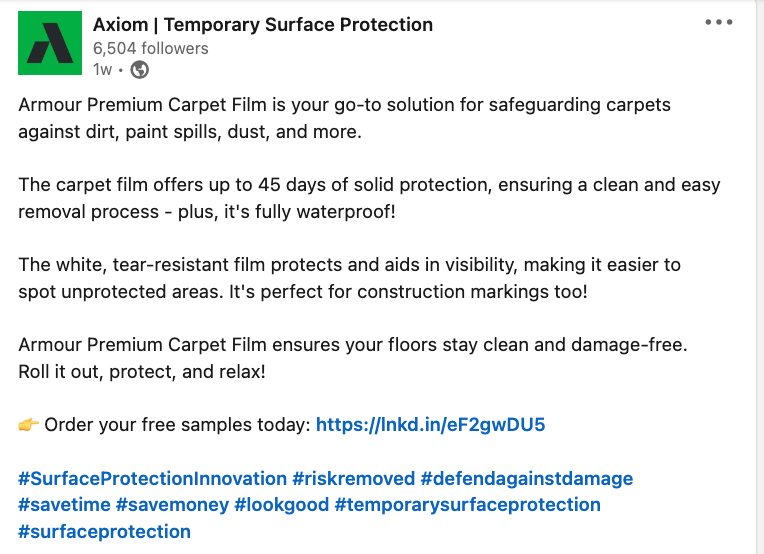 Axiom | Temporary Surface Protection
6,504 followers
1w •
Armour Premium Carpet Film is your go-to solution for safeguarding carpets
against dirt, paint spills, dust, and more.
The carpet film offers up to 45 days of solid protection, ensuring a clean and easy
removal process - plus, it's fully waterproof!
The white, tear-resistant film protects and aids in visibility, making it easier to
spot unprotected areas. It's perfect for construction markings too!
Armour Premium Carpet Film ensures your floors stay clean and damage-free.
Roll it out, protect, and relax!
👉 Order your free samples today: https://lnkd.in/eF2gwDU5
#SurfaceProtectionInnovation #riskremoved #defendagainstdamage
#savetime #savemoney #lookgood #temporarysurfaceprotection
#surfaceprotection